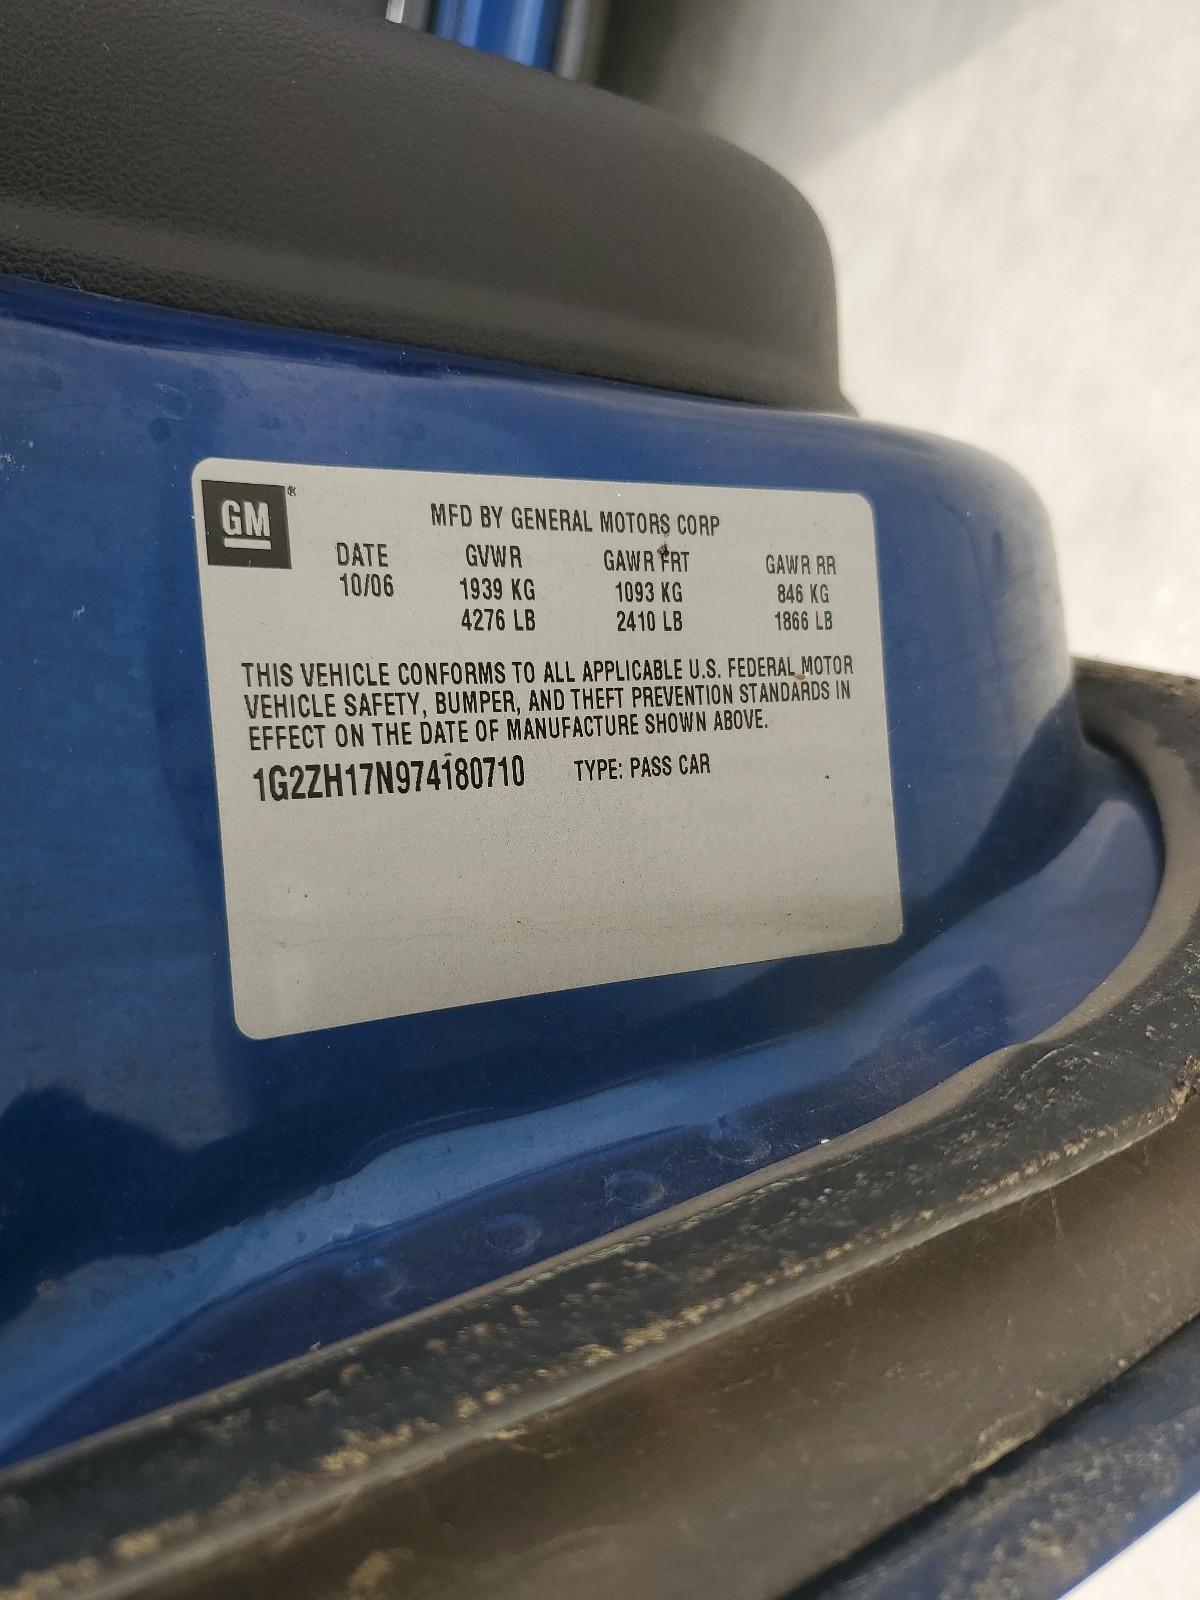 GM®
MFD BY GENERAL MOTORS CORP
DATE GVWR GAWR FRT GAWR RR
10/06 1939 KG 1093 KG 846 KG
4276 LB 2410 LB 1866 LB
THIS VEHICLE CONFORMS TO ALL APPLICABLE U.S. FEDERAL MOTOR
VEHICLE SAFETY, BUMPER, AND THEFT PREVENTION STANDARDS IN
EFFECT ON THE DATE OF MANUFACTURE SHOWN ABOVE.
1G2ZH17N974180710 TYPE: PASS CAR